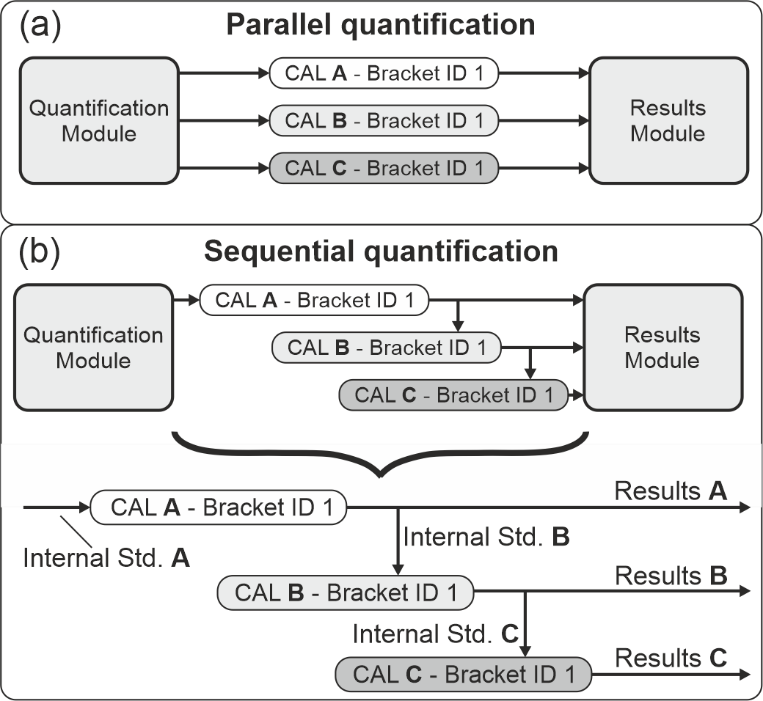 (a) Parallel quantification
Quantification
Module
CAL A - Bracket ID 1
CAL B - Bracket ID 1
CAL C - Bracket ID 1
Results
Module
(b) Sequential quantification
Quantification
Module
CAL A - Bracket ID 1
CAL B - Bracket ID 1
CAL C - Bracket ID 1
Results
Module
CAL A - Bracket ID 1
Results A
Internal Std. A
Internal Std. B
CAL B - Bracket ID 1
Results B
Internal Std. C
CAL C - Bracket ID 1
Results C